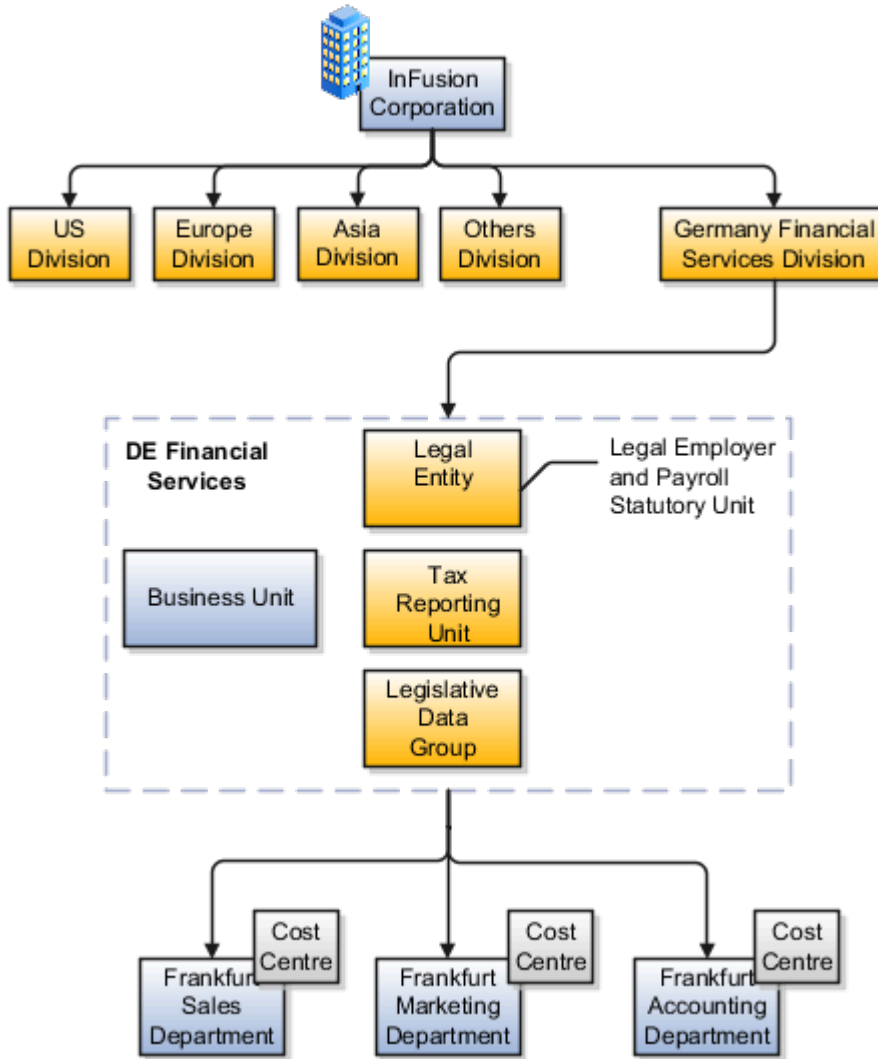 InFusion
Corporation
US
Division
Europe
Division
Asia
Division
Others
Division
Germany Financial
Services Division
DE Financial
Services
Legal
Entity
Legal Employer
and Payroll
Statutory Unit
Business Unit
Tax
Reporting
Unit
Legislative
Data
Group
Cost
Centre
Frankfurt
Sales
Department
Cost
Centre
Frankfurt
Marketing
Department
Cost
Centre
Frankfurt
Accounting
Department